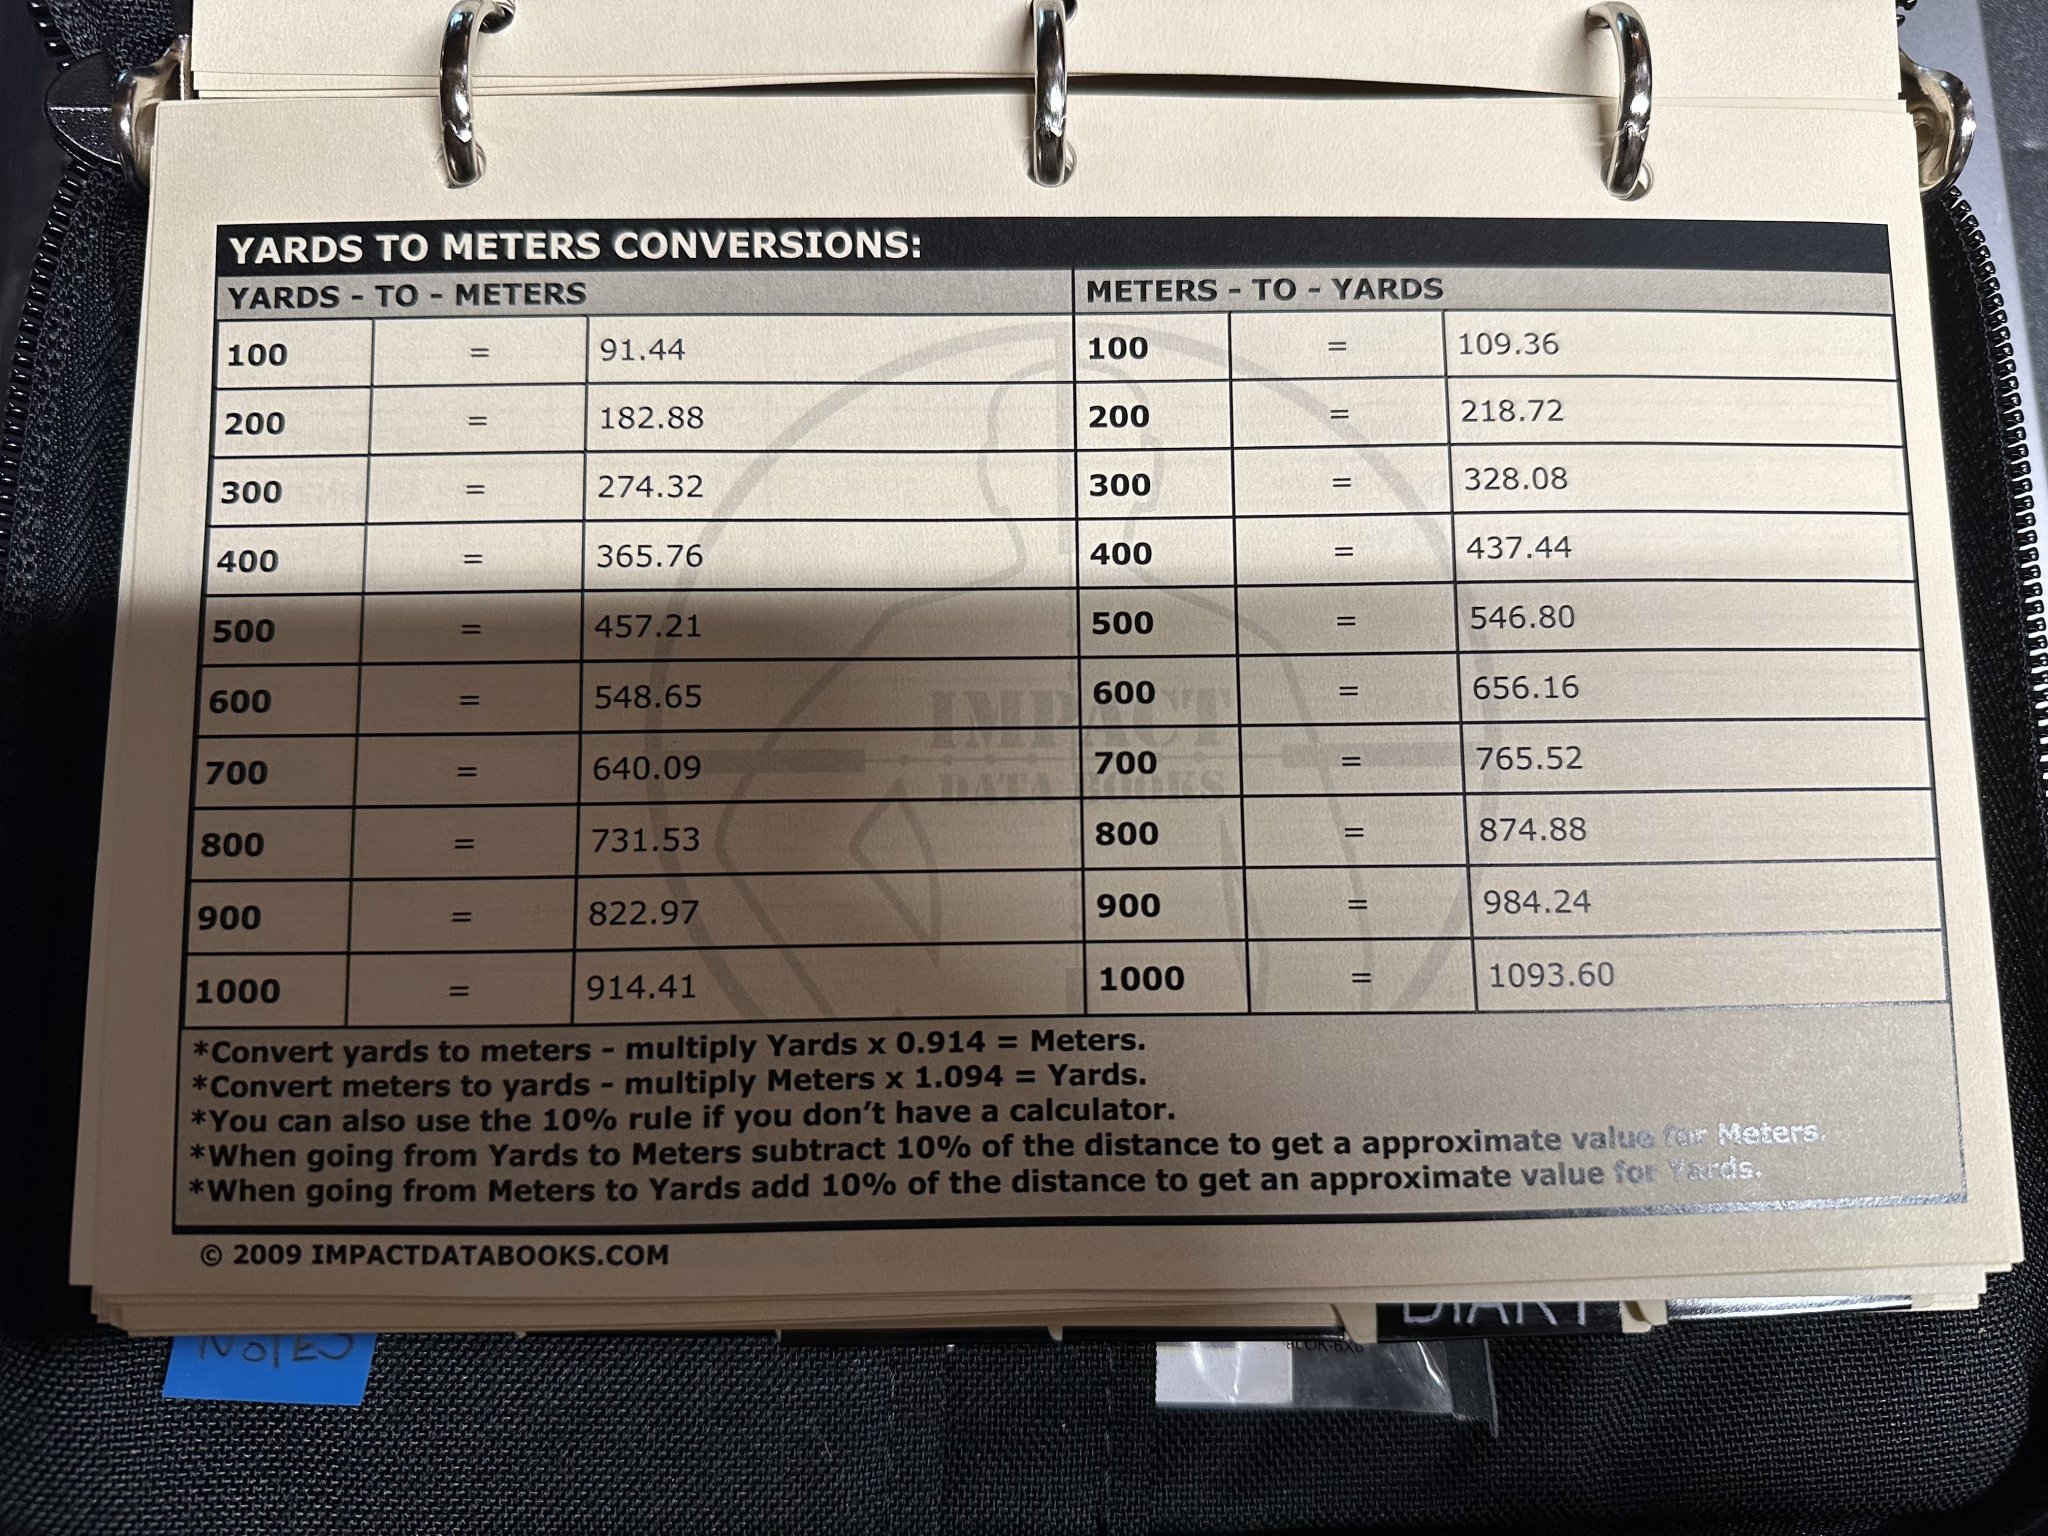 YARDS TO METERS CONVERSIONS:
YARDS - TO - METERS METERS - TO - YARDS
100 = 91.44 100 = 109.36
200 = 182.88 200 = 218.72
300 = 274.32 300 = 328.08
400 = 365.76 400 = 437.44
500 = 457.21 500 = 546.80
600 = 548.65 600 = 656.16
700 = 640.09 700 = 765.52
800 = 731.53 800 = 874.88
900 = 822.97 900 = 984.24
1000 = 914.41 1000 = 1093.60
IMPACT
DATA BOOKS
*Convert yards to meters - multiply Yards x 0.914 = Meters.
*Convert meters to yards - multiply Meters x 1.094 = Yards.
*You can also use the 10% rule if you don't have a calculator.
*When going from Yards to Meters subtract 10% of the distance to get a approximate value for Meters.
*When going from Meters to Yards add 10% of the distance to get an approximate value for Yards.
© 2009 IMPACTDATABOOKS.COM
DIARY
NOTES